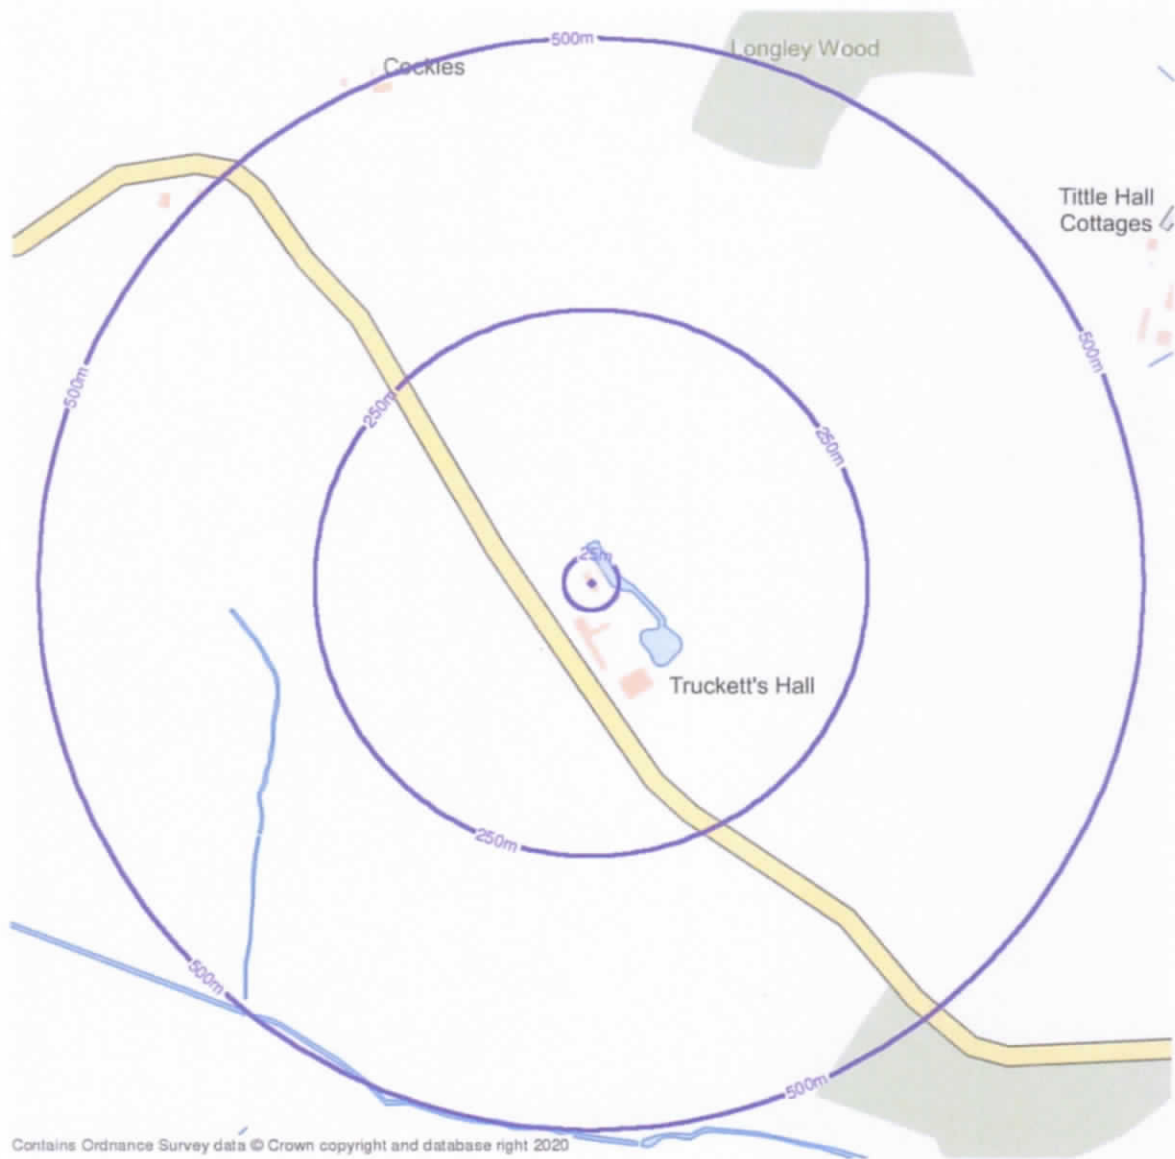 500m
Longley Wood
Cockles
Tittle Hall
Cottages
500m
500m
250m
250m
25m
Truckett's Hall
250m
500m
500m
Contains Ordnance Survey data © Crown copyright and database right 2020